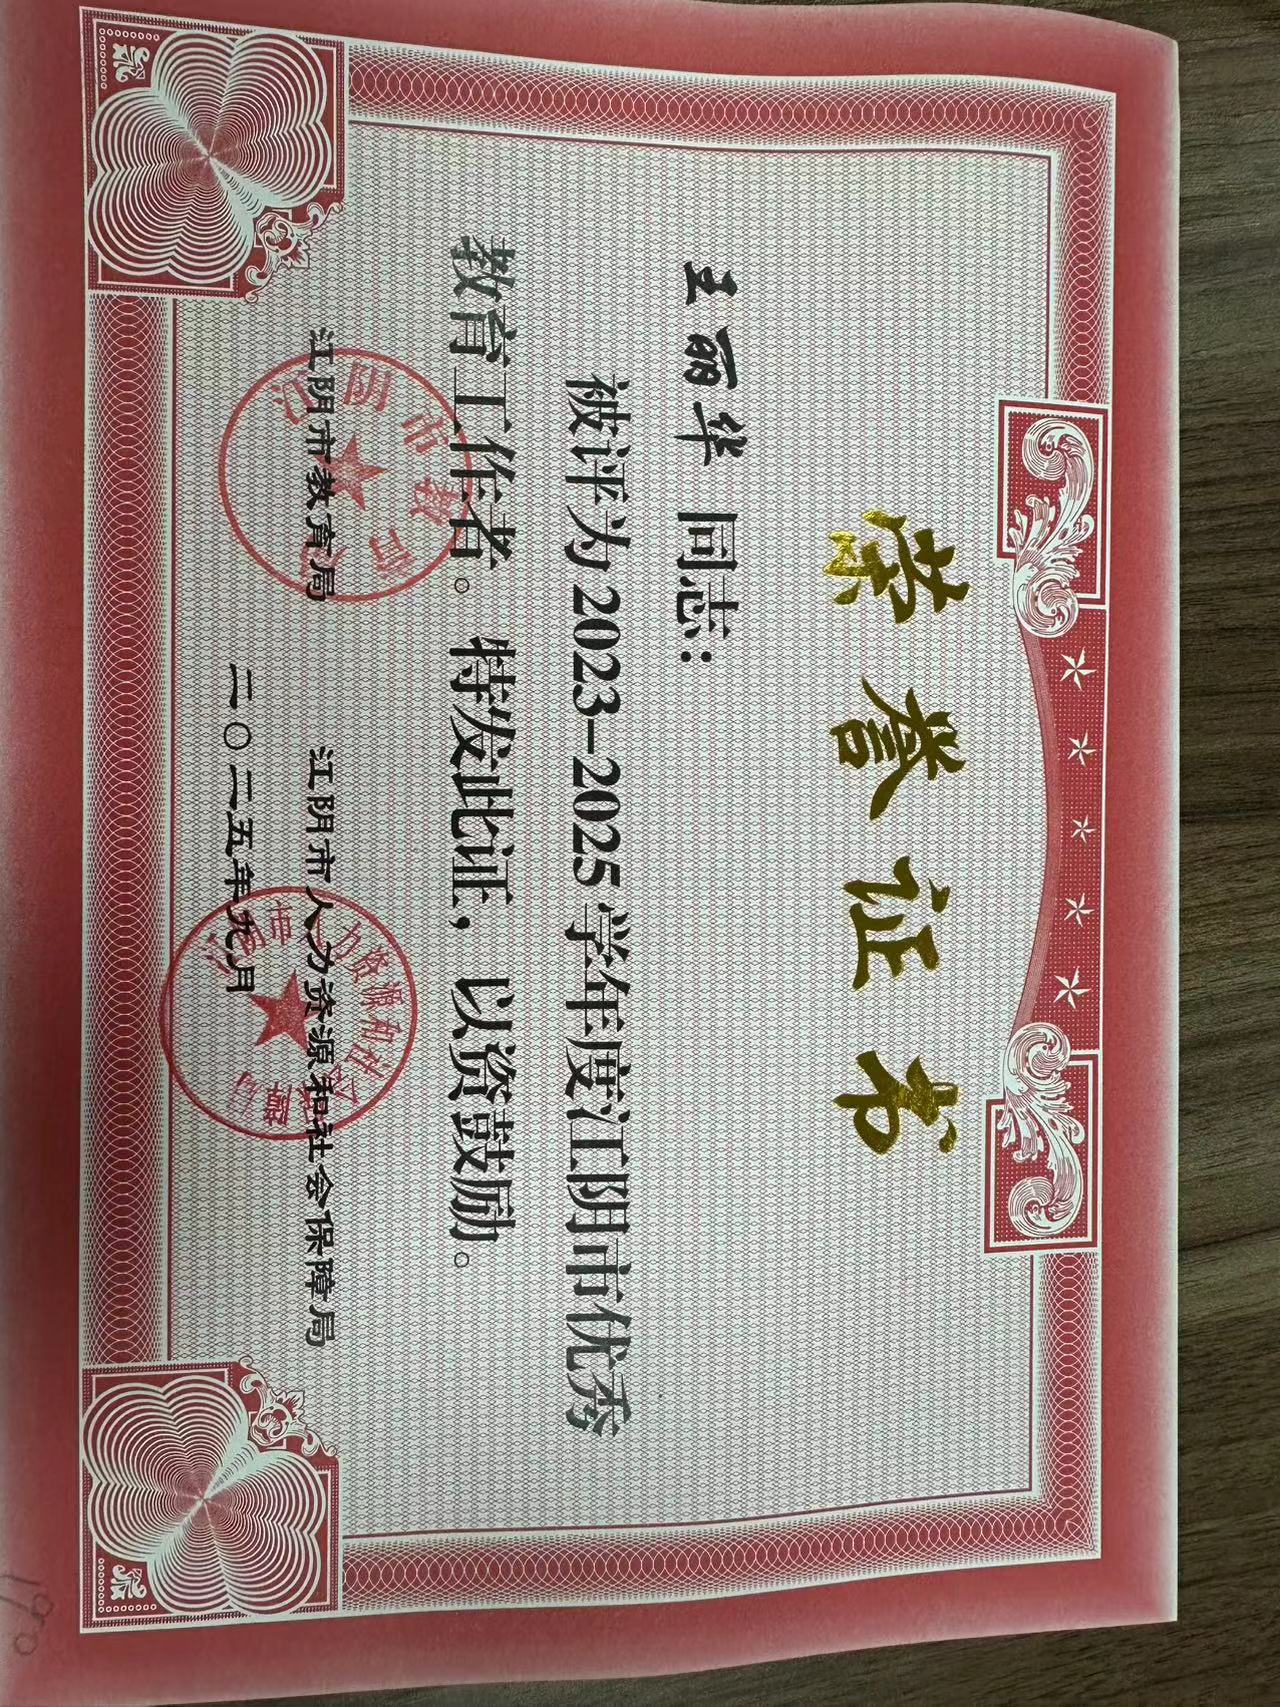 荣誉证书
王丽华 同志：
被评为2023–2025学年度江阴市优秀
教育工作者。特发此证，以资鼓励。
江阴市教育局 江阴市人力资源和社会保障局
二〇二五年九月